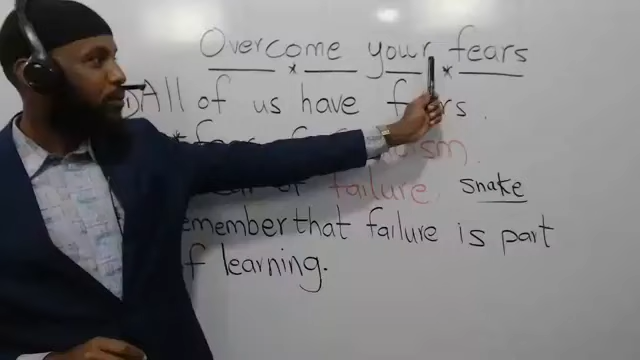 Overcome your fears
1) All of us have fears.
of failure, snake
remember that failure is part
of learning.